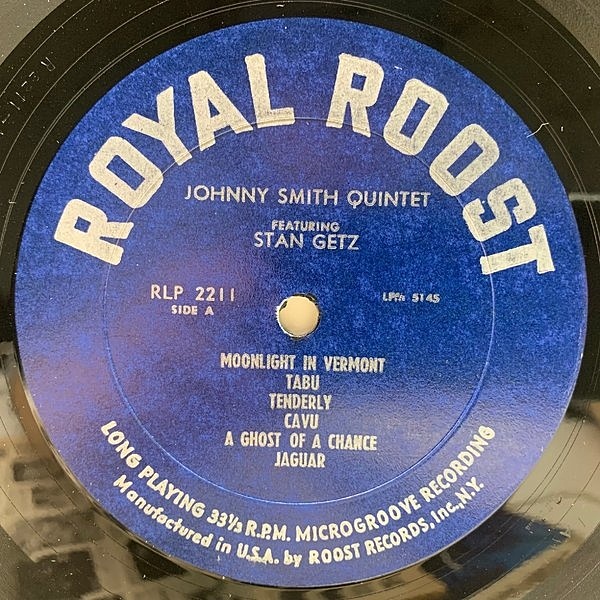 ROYAL ROOST
JOHNNY SMITH QUINTET
FEATURING
STAN GETZ
RLP 2211
SIDE A
5145
MOONLIGHT IN VERMONT
TABU
TENDERLY
CAVU
A GHOST OF A CHANCE
JAGUAR
LONG PLAYING 33⅓ R.P.M. MICROGROOVE RECORDING
Manufactured in U.S.A. by ROOST RECORDS, Inc., N.Y.